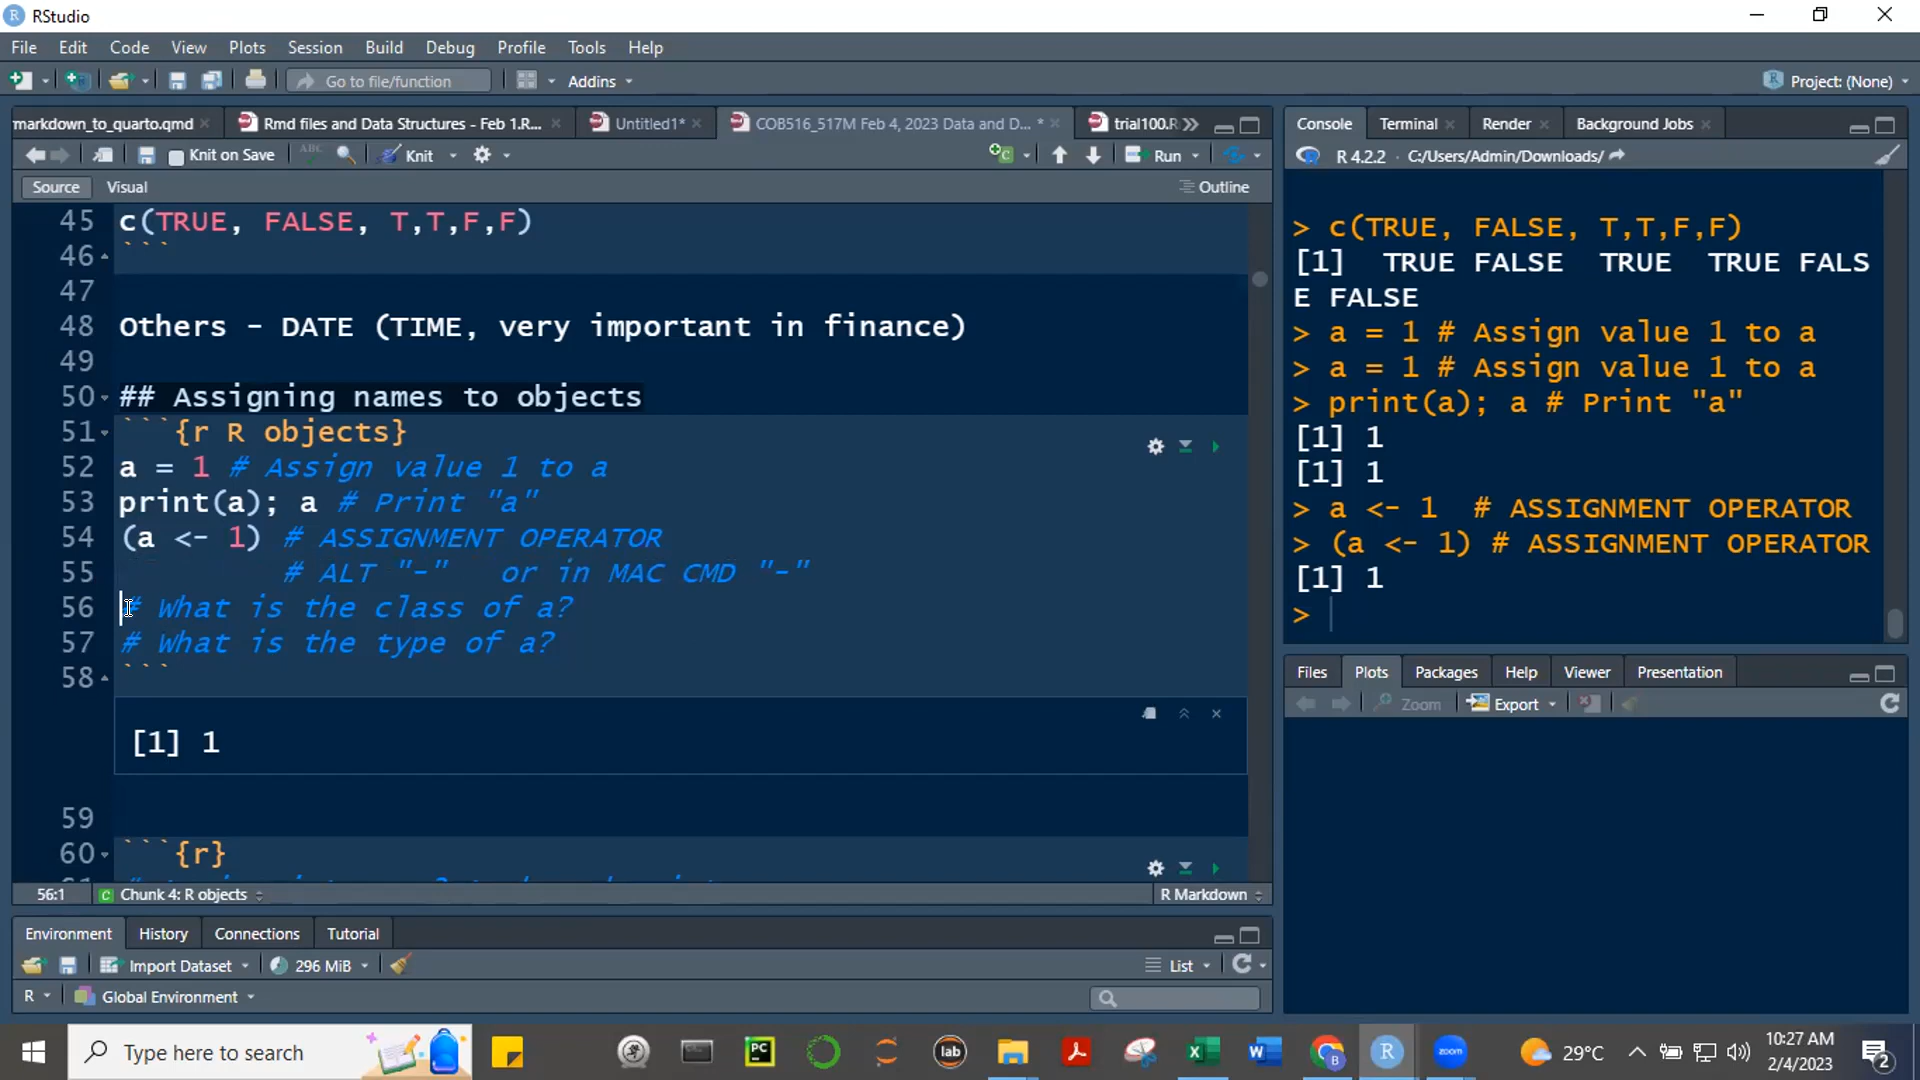 RStudio
File Edit Code View Plots Session Build Debug Profile Tools Help
Go to file/function Addins Project: (None)
markdown_to_quarto.qmd Rmd files and Data Structures - Feb 1.R... Untitled1* COB516_517M Feb 4, 2023 Data and D... * trial100.R
Knit on Save ABC Knit Run
Source Visual Outline
45 c(TRUE, FALSE, T,T,F,F)
46 ```
47
48 Others - DATE (TIME, very important in finance)
49
50 ## Assigning names to objects
51 ```{r R objects}
52 a = 1 # Assign value 1 to a
53 print(a); a # Print "a"
54 (a <- 1) # ASSIGNMENT OPERATOR
55 # ALT "-" or in MAC CMD "-"
56 # What is the class of a?
57 # What is the type of a?
58 ```
[1] 1
59
60 ```{r}
56:1 Chunk 4: R objects R Markdown
Environment History Connections Tutorial
Import Dataset 296 MiB List
R Global Environment
Console Terminal Render Background Jobs
R 4.2.2 · C:/Users/Admin/Downloads/
> c(TRUE, FALSE, T,T,F,F)
[1] TRUE FALSE TRUE TRUE FALS
E FALSE
> a = 1 # Assign value 1 to a
> a = 1 # Assign value 1 to a
> print(a); a # Print "a"
[1] 1
[1] 1
> a <- 1 # ASSIGNMENT OPERATOR
> (a <- 1) # ASSIGNMENT OPERATOR
[1] 1
>
Files Plots Packages Help Viewer Presentation
Zoom Export
Type here to search PC lab X W B R zoom 29°C 10:27 AM
2/4/2023 2